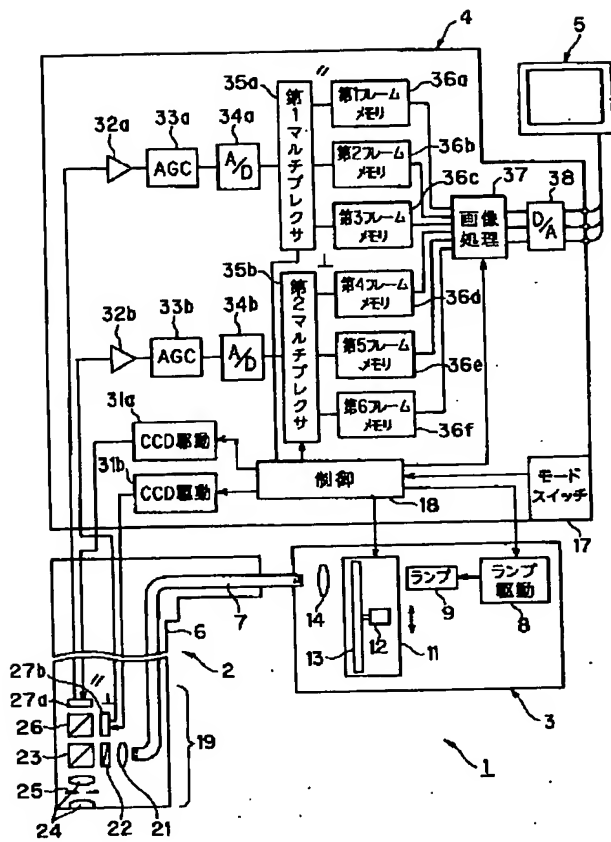 4
5
35a
//
36a
第1フレームメモリ
32a
33a
34a
AGC
A/D
第1マルチプレクサ
36b
第2フレームメモリ
36c
37
38
第3フレームメモリ
画像処理
D/A
35b
⊥
第4フレームメモリ
36d
32b
33b
34b
AGC
A/D
第2マルチプレクサ
第5フレームメモリ
36e
31a
第6フレームメモリ
36f
CCD駆動
31b
CCD駆動
制御
18
モードスイッチ
17
7
14
ランプ
9
ランプ駆動
8
6
2
13
12
11
27b
//
⊥
27a
26
23
19
3
25
24
22
21
1